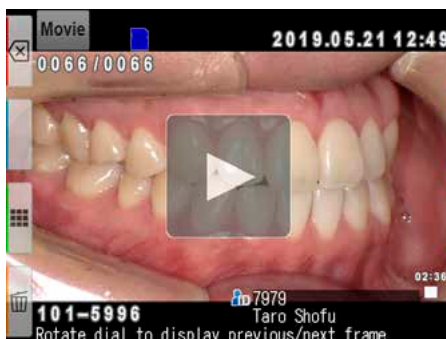 Movie
2019.05.21 12:49
0066/0066
02:36
ID 7979
101-5996
Taro Shofu
Rotate dial to display previous/next frame